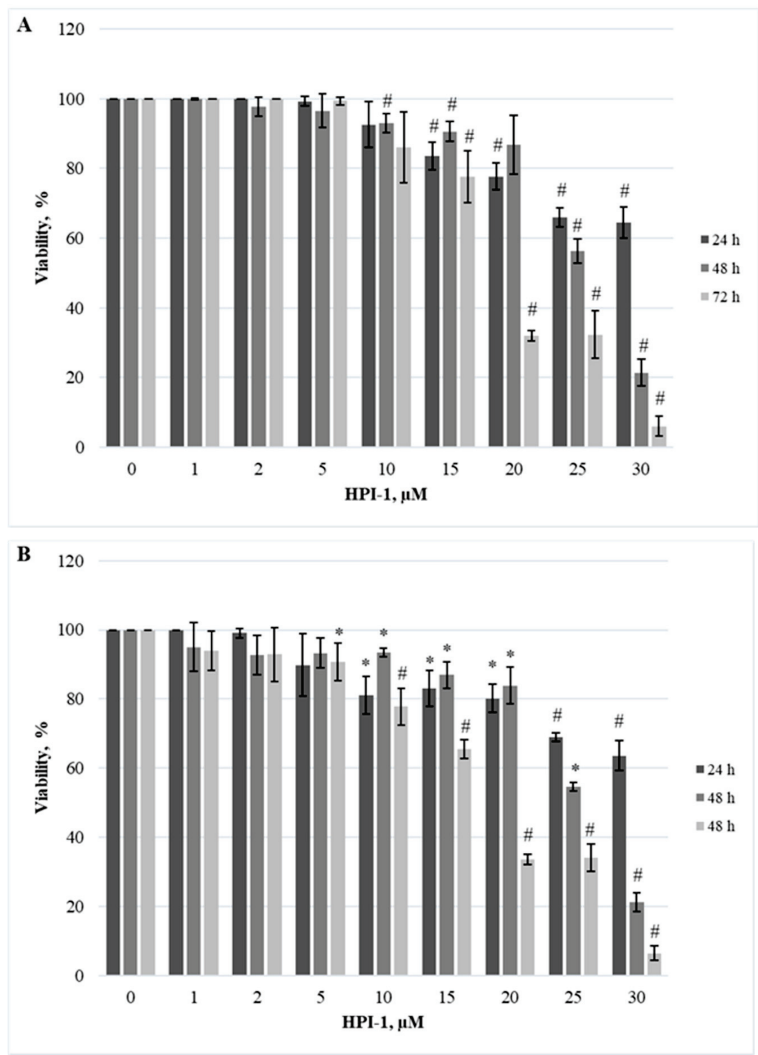 A
120
100
80
60
40
20
0
Viability, %
# # # # # # # # # # # #
0 1 2 5 10 15 20 25 30
HPI-1, µM
24 h
48 h
72 h
B
120
100
80
60
40
20
0
Viability, %
* * * # * * # * * # # * # # # #
0 1 2 5 10 15 20 25 30
HPI-1, µM
24 h
48 h
48 h